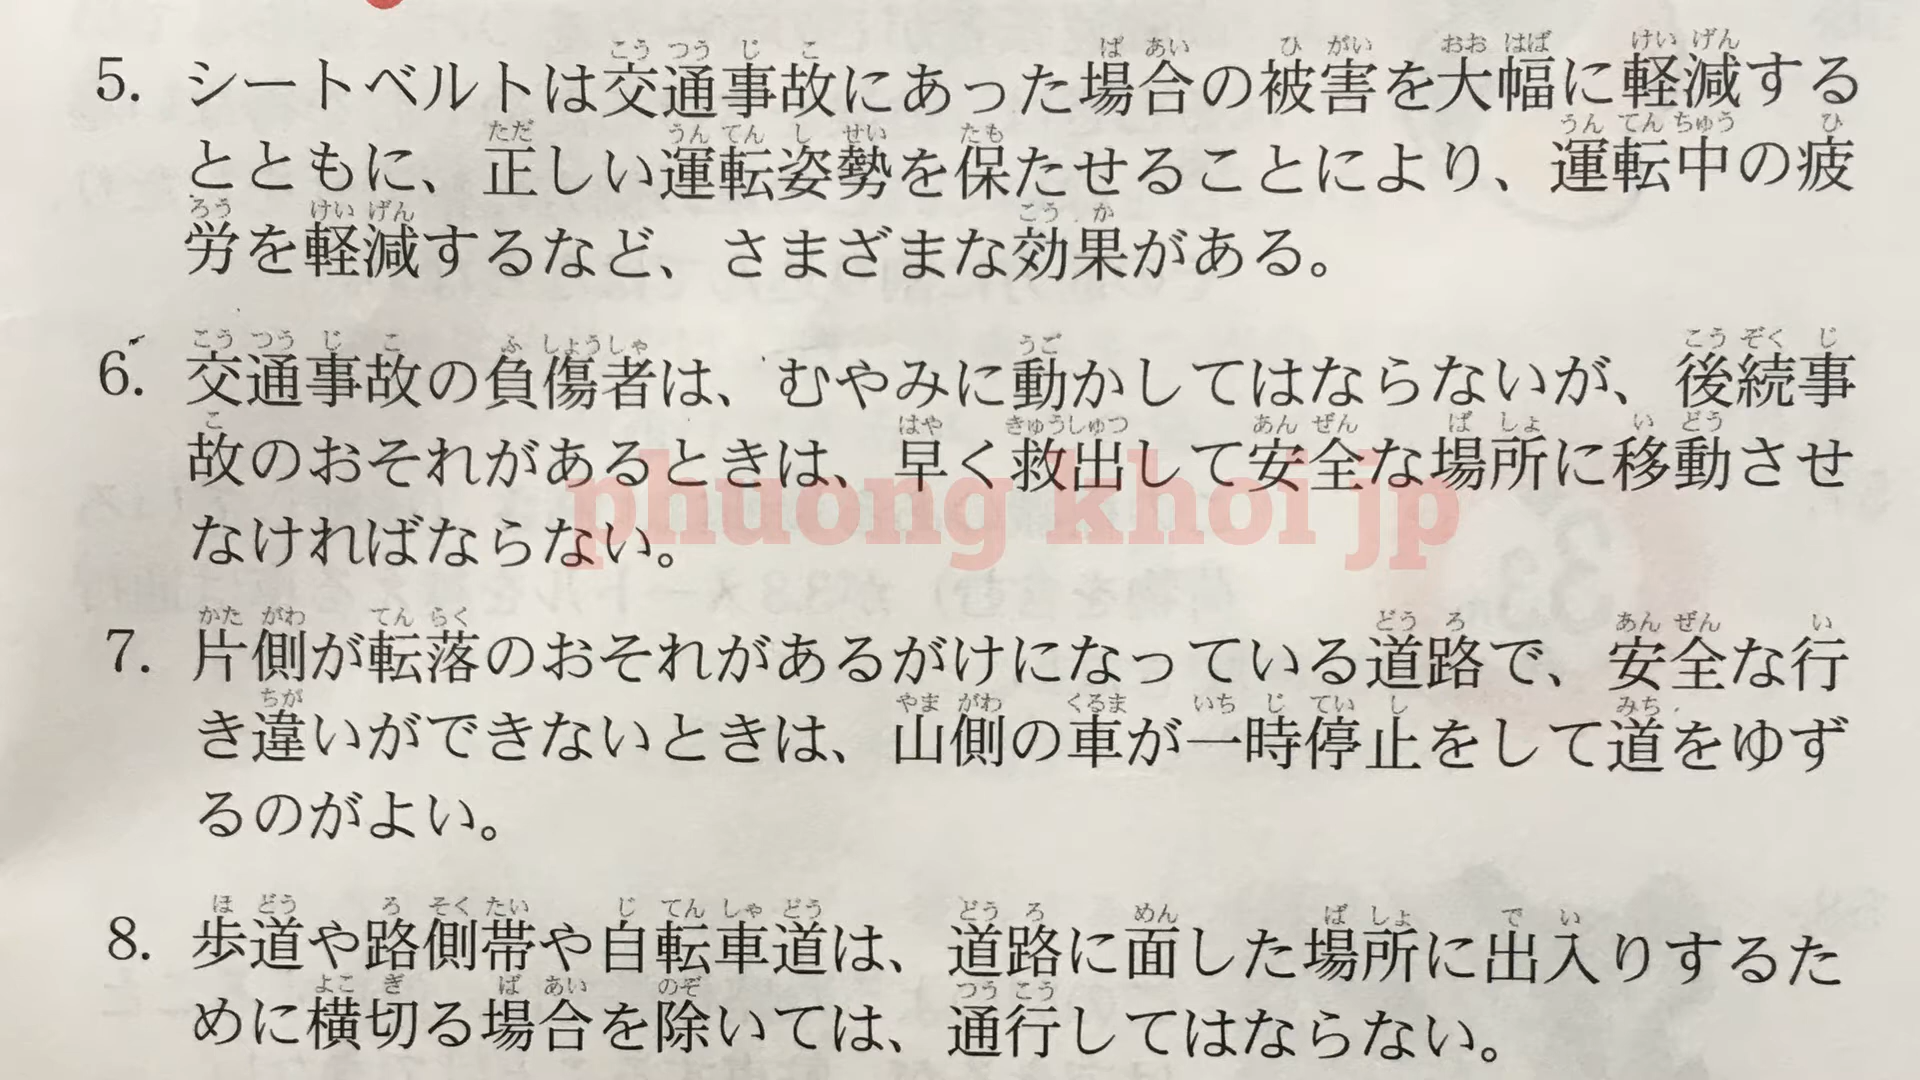 5. シートベルトは交通事故にあった場合の被害を大幅に軽減する
とともに、正しい運転姿勢を保たせることにより、運転中の疲
労を軽減するなど、さまざまな効果がある。
6. 交通事故の負傷者は、むやみに動かしてはならないが、後続事
故のおそれがあるときは、早く救出して安全な場所に移動させ
なければならない。
phuong khoi jp
7. 片側が転落のおそれがあるがけになっている道路で、安全な行
き違いができないときは、山側の車が一時停止をして道をゆず
るのがよい。
8. 歩道や路側帯や自転車道は、道路に面した場所に出入りするた
めに横切る場合を除いては、通行してはならない。